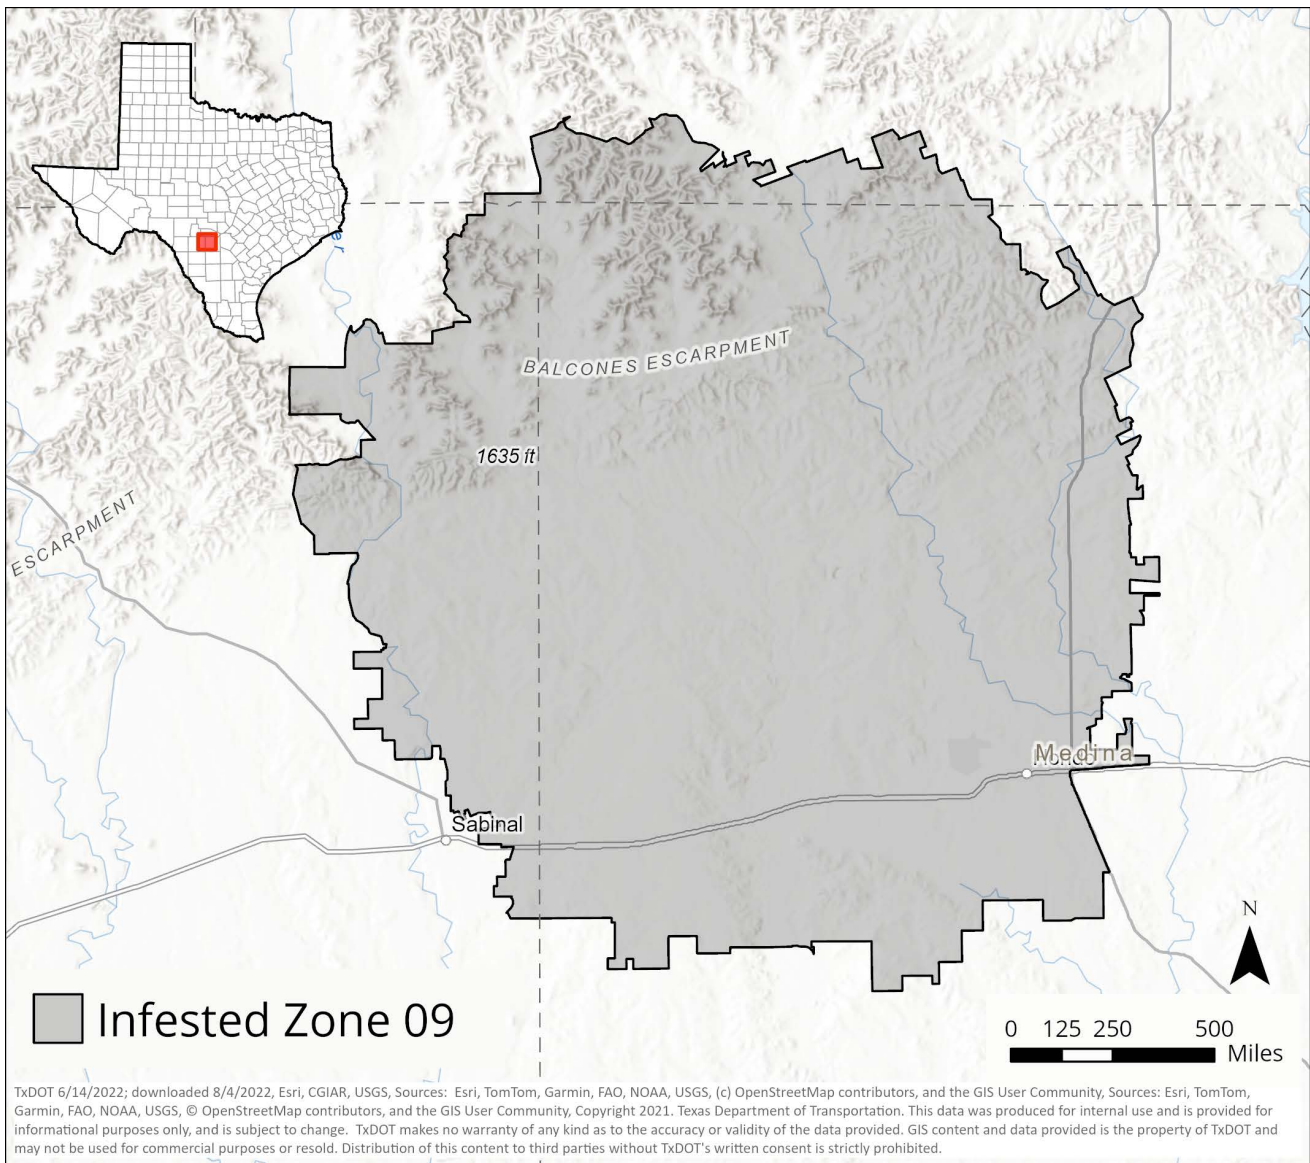 e r
BALCONES ESCARPMENT
1635 ft
ESCARPMENT
Medina
Sabinal
N
Infested Zone 09
0 125 250 500
Miles
TxDOT 6/14/2022; downloaded 8/4/2022, Esri, CGIAR, USGS, Sources: Esri, TomTom, Garmin, FAO, NOAA, USGS, (c) OpenStreetMap contributors, and the GIS User Community, Sources: Esri, TomTom,
Garmin, FAO, NOAA, USGS, © OpenStreetMap contributors, and the GIS User Community, Copyright 2021. Texas Department of Transportation. This data was produced for internal use and is provided for
informational purposes only, and is subject to change. TxDOT makes no warranty of any kind as to the accuracy or validity of the data provided. GIS content and data provided is the property of TxDOT and
may not be used for commercial purposes or resold. Distribution of this content to third parties without TxDOT's written consent is strictly prohibited.